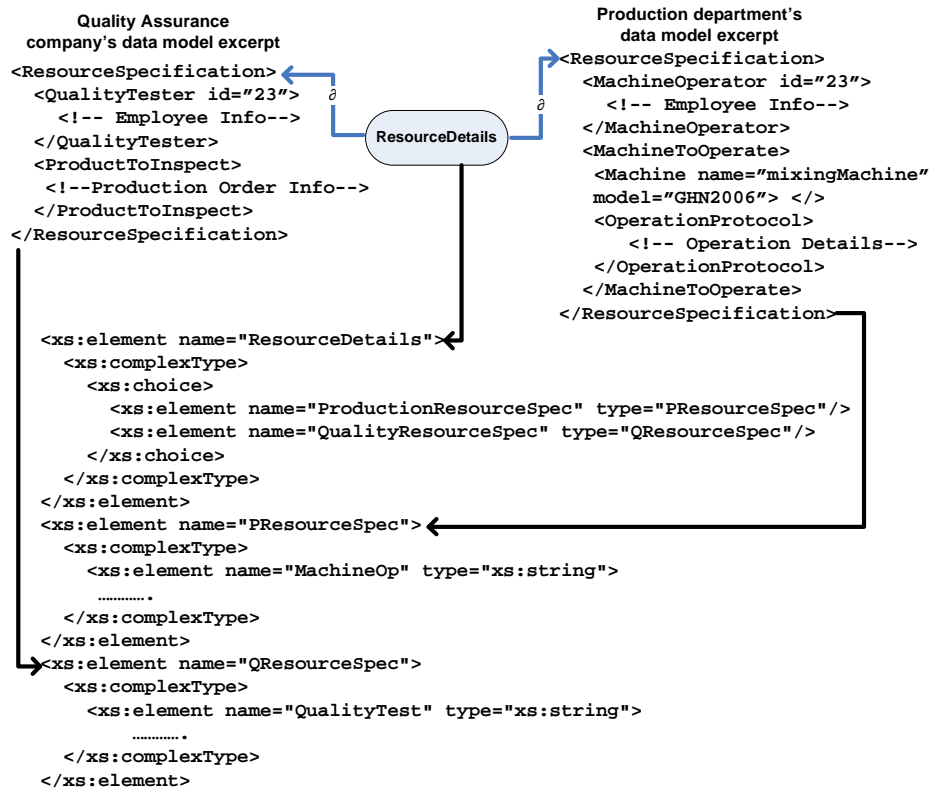 Quality Assurance
company's data model excerpt
<ResourceSpecification>
<QualityTester id=”23”>
<!-- Employee Info-->
</QualityTester>
<ProductToInspect>
<!--Production Order Info-->
</ProductToInspect>
</ResourceSpecification>
∂
ResourceDetails
∂
Production department's
data model excerpt
<ResourceSpecification>
<MachineOperator id=”23”>
<!-- Employee Info-->
</MachineOperator>
<MachineToOperate>
<Machine name=”mixingMachine”
model=”GHN2006”> </>
<OperationProtocol>
<!-- Operation Details-->
</OperationProtocol>
</MachineToOperate>
</ResourceSpecification>
<xs:element name="ResourceDetails">
<xs:complexType>
<xs:choice>
<xs:element name="ProductionResourceSpec" type="PResourceSpec"/>
<xs:element name="QualityResourceSpec" type="QResourceSpec"/>
</xs:choice>
</xs:complexType>
</xs:element>
<xs:element name="PResourceSpec">
<xs:complexType>
<xs:element name="MachineOp" type="xs:string">
………….
</xs:complexType>
</xs:element>
<xs:element name="QResourceSpec">
<xs:complexType>
<xs:element name="QualityTest" type="xs:string">
………….
</xs:complexType>
</xs:element>